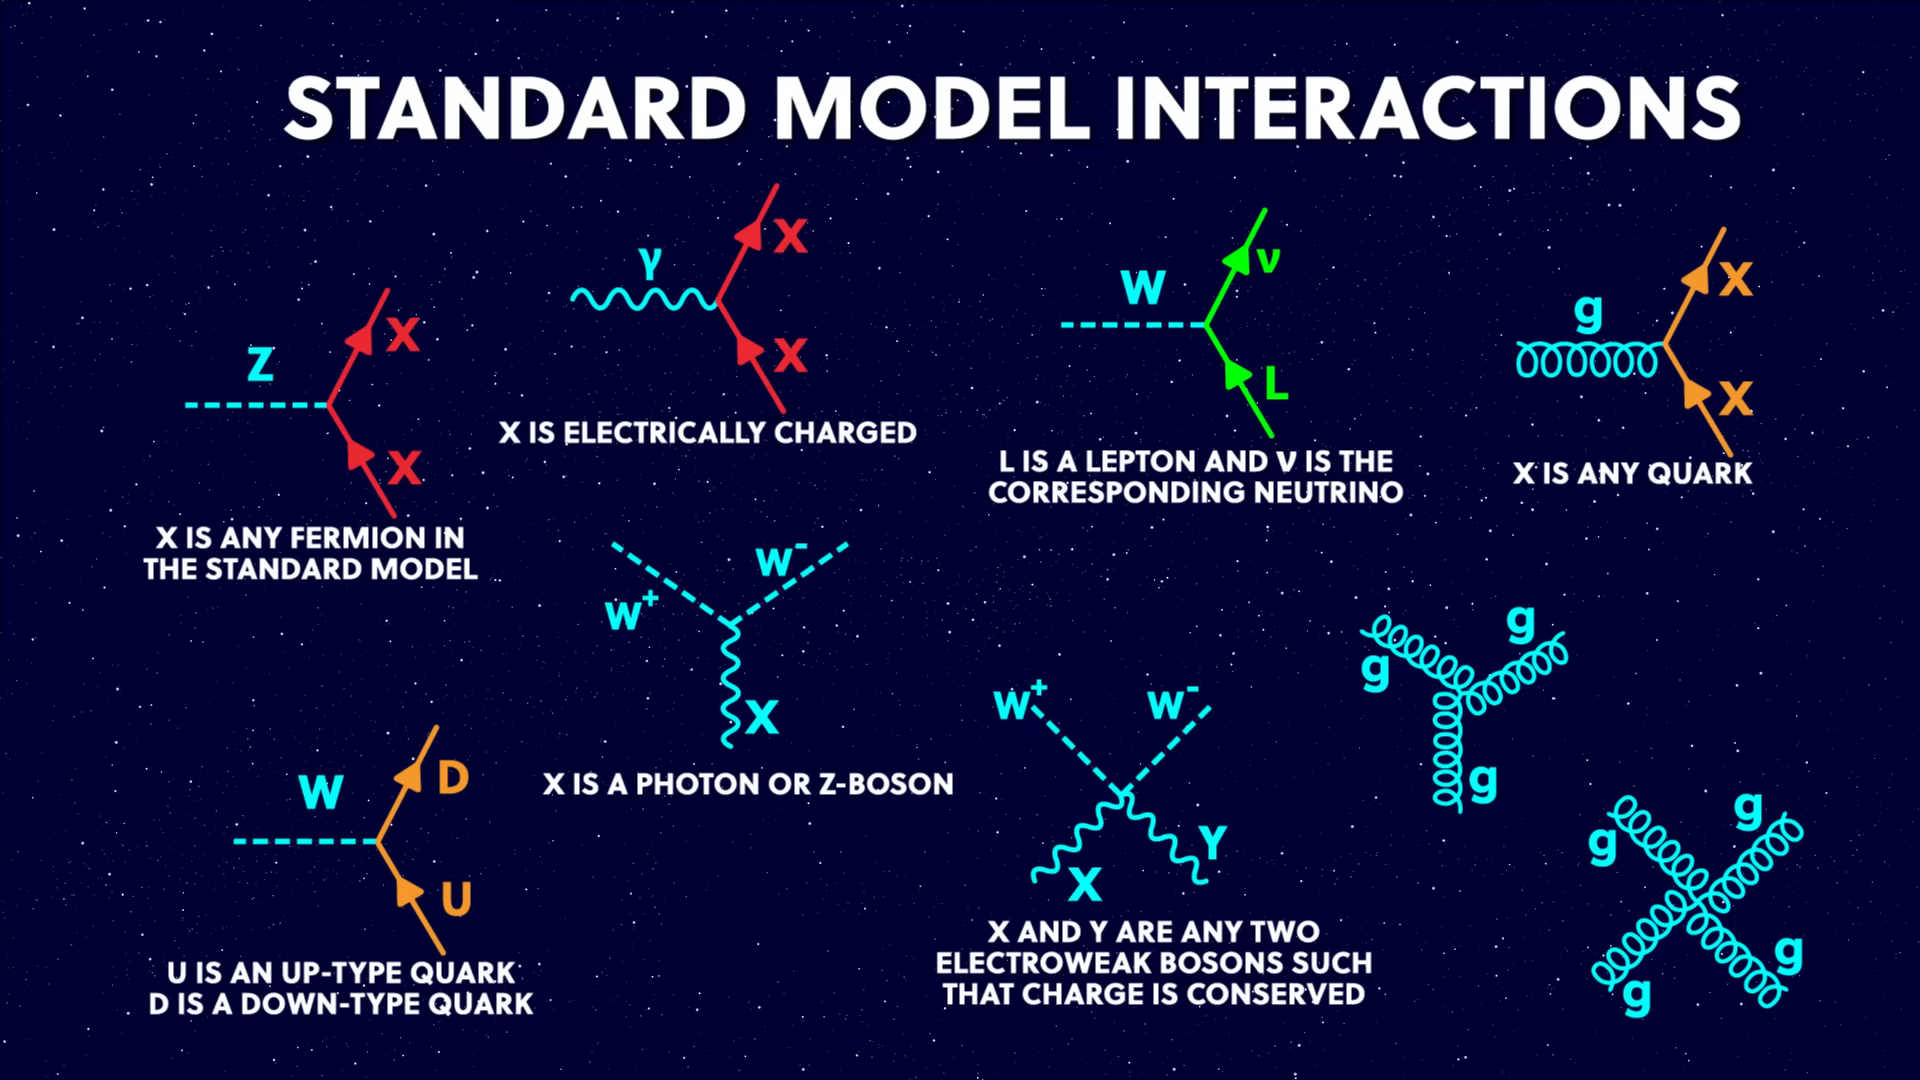 STANDARD MODEL INTERACTIONS
Z
X
X
X IS ANY FERMION IN
THE STANDARD MODEL
γ
X
X
X IS ELECTRICALLY CHARGED
W
ν
L
L IS A LEPTON AND ν IS THE
CORRESPONDING NEUTRINO
g
X
X
X IS ANY QUARK
W
D
U
U IS AN UP-TYPE QUARK
D IS A DOWN-TYPE QUARK
W⁺
W⁻
X
X IS A PHOTON OR Z-BOSON
W⁺
W⁻
X
Y
X AND Y ARE ANY TWO
ELECTROWEAK BOSONS SUCH
THAT CHARGE IS CONSERVED
g
g
g
g
g
g
g